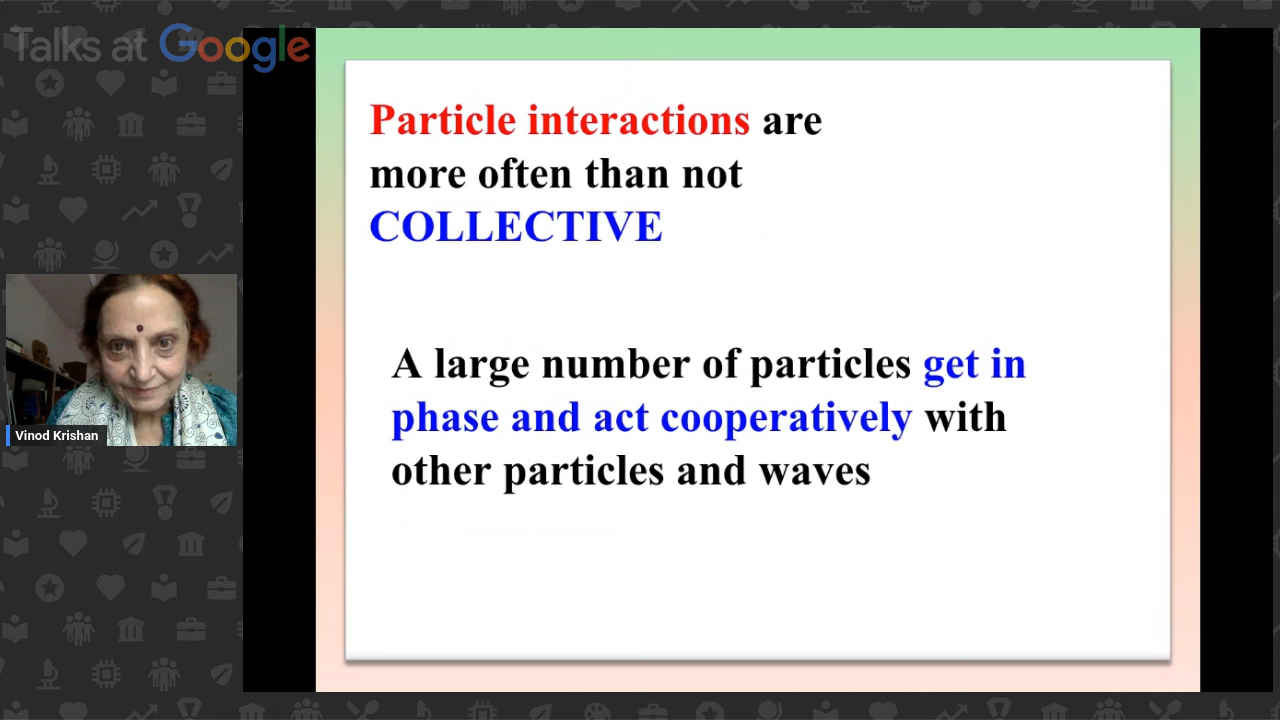 Talks at Google
Particle interactions are
more often than not
COLLECTIVE
A large number of particles get in
phase and act cooperatively with
other particles and waves
Vinod Krishan